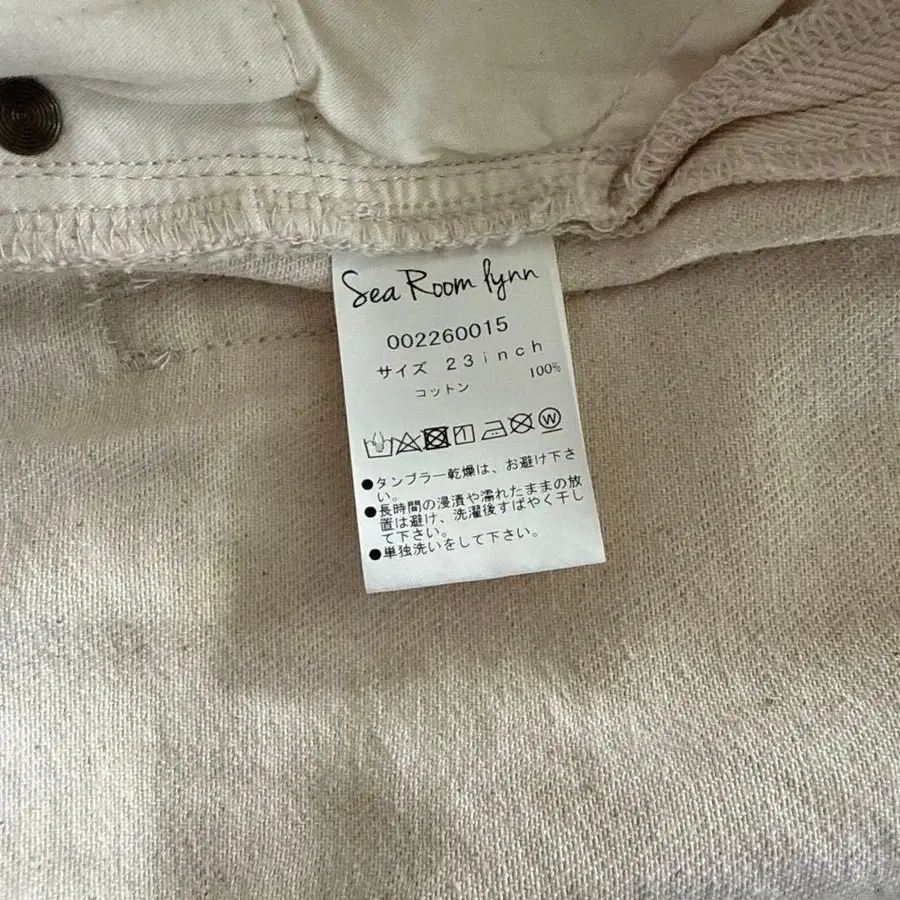 Sea Room lynn
002260015
サイズ 23inch
コットン 100%
W
●タンブラー乾燥は、お避け下さ
い。
●長時間の浸漬や濡れたままの放
置は避け、洗濯後すばやく干し
て下さい。
●単独洗いをして下さい。